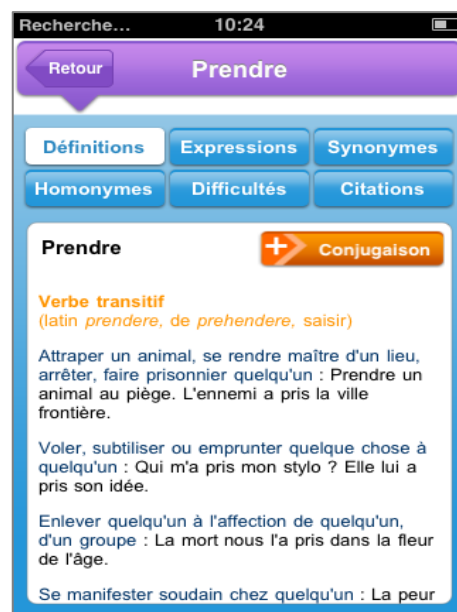 Recherche... 10:24
Retour Prendre
Définitions Expressions Synonymes
Homonymes Difficultés Citations
Prendre + Conjugaison
Verbe transitif
(latin prendere, de prehendere, saisir)
Attraper un animal, se rendre maître d'un lieu,
arrêter, faire prisonnier quelqu'un : Prendre un
animal au piège. L'ennemi a pris la ville
frontière.
Voler, subtiliser ou emprunter quelque chose à
quelqu'un : Qui m'a pris mon stylo ? Elle lui a
pris son idée.
Enlever quelqu'un à l'affection de quelqu'un,
d'un groupe : La mort nous l'a pris dans la fleur
de l'âge.
Se manifester soudain chez quelqu'un : La peur